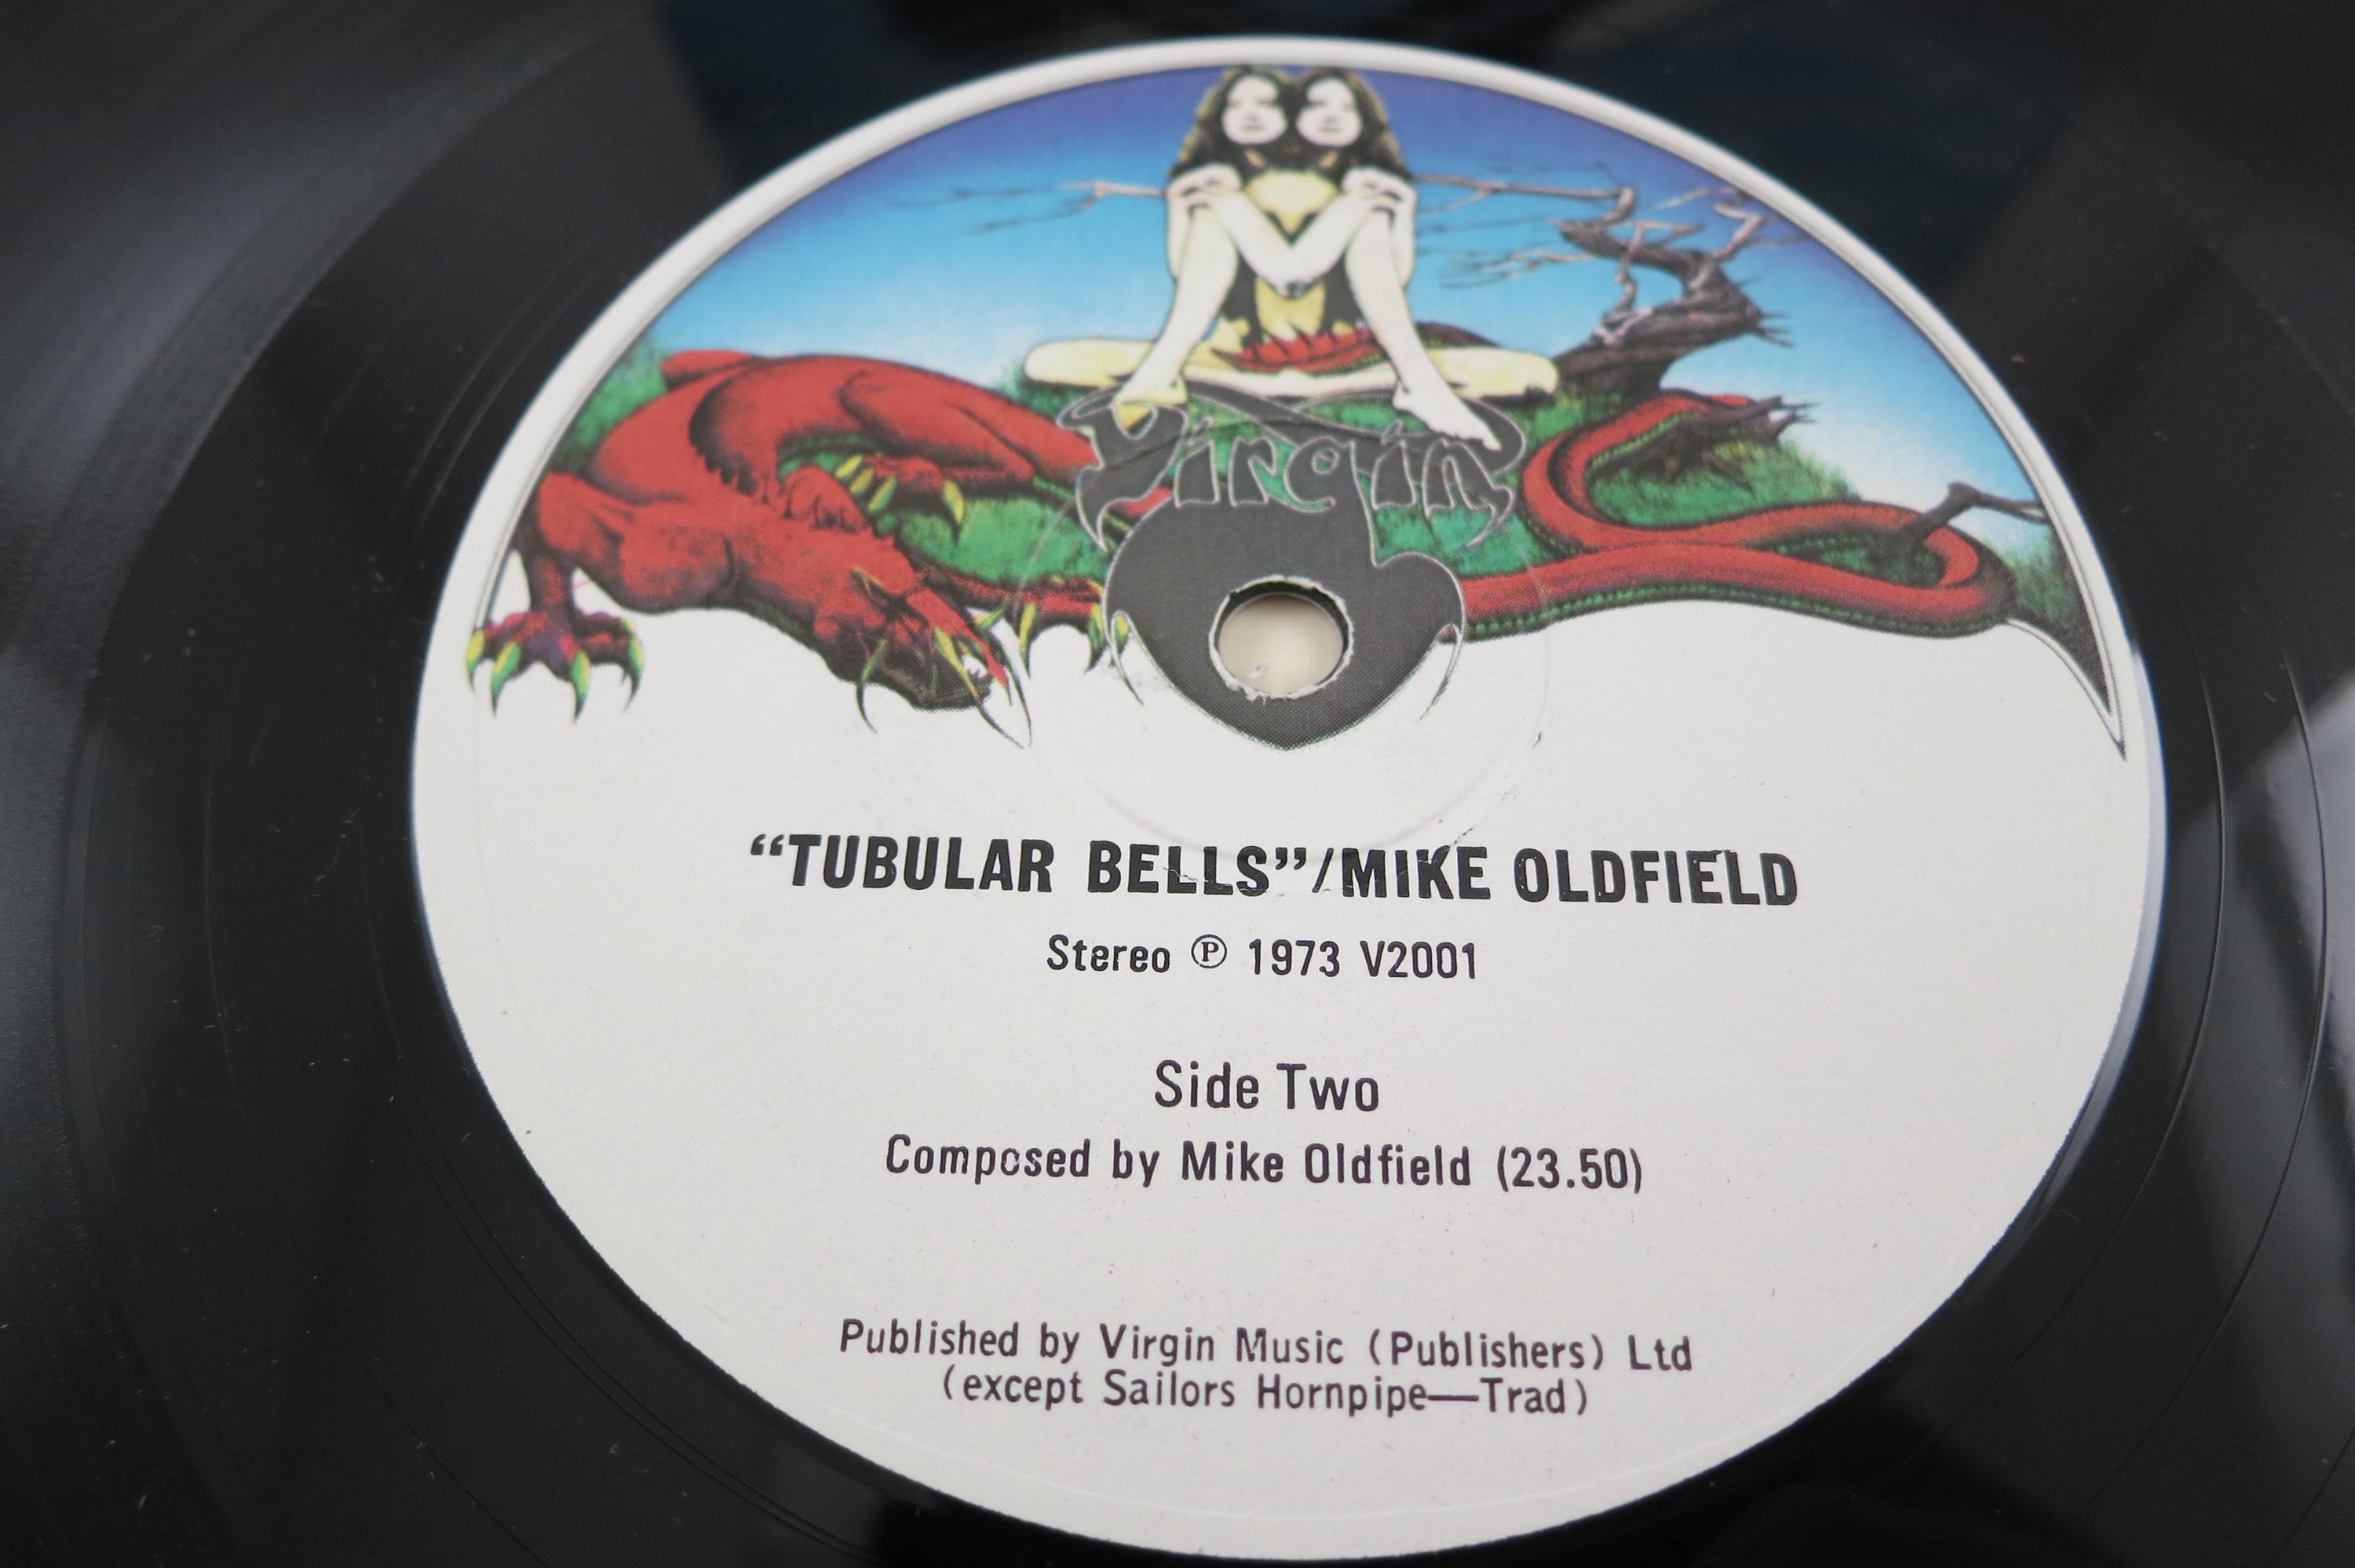 Virgin
“TUBULAR BELLS”/MIKE OLDFIELD
Stereo ℗ 1973 V2001
Side Two
Composed by Mike Oldfield (23.50)
Published by Virgin Music (Publishers) Ltd
(except Sailors Hornpipe—Trad)